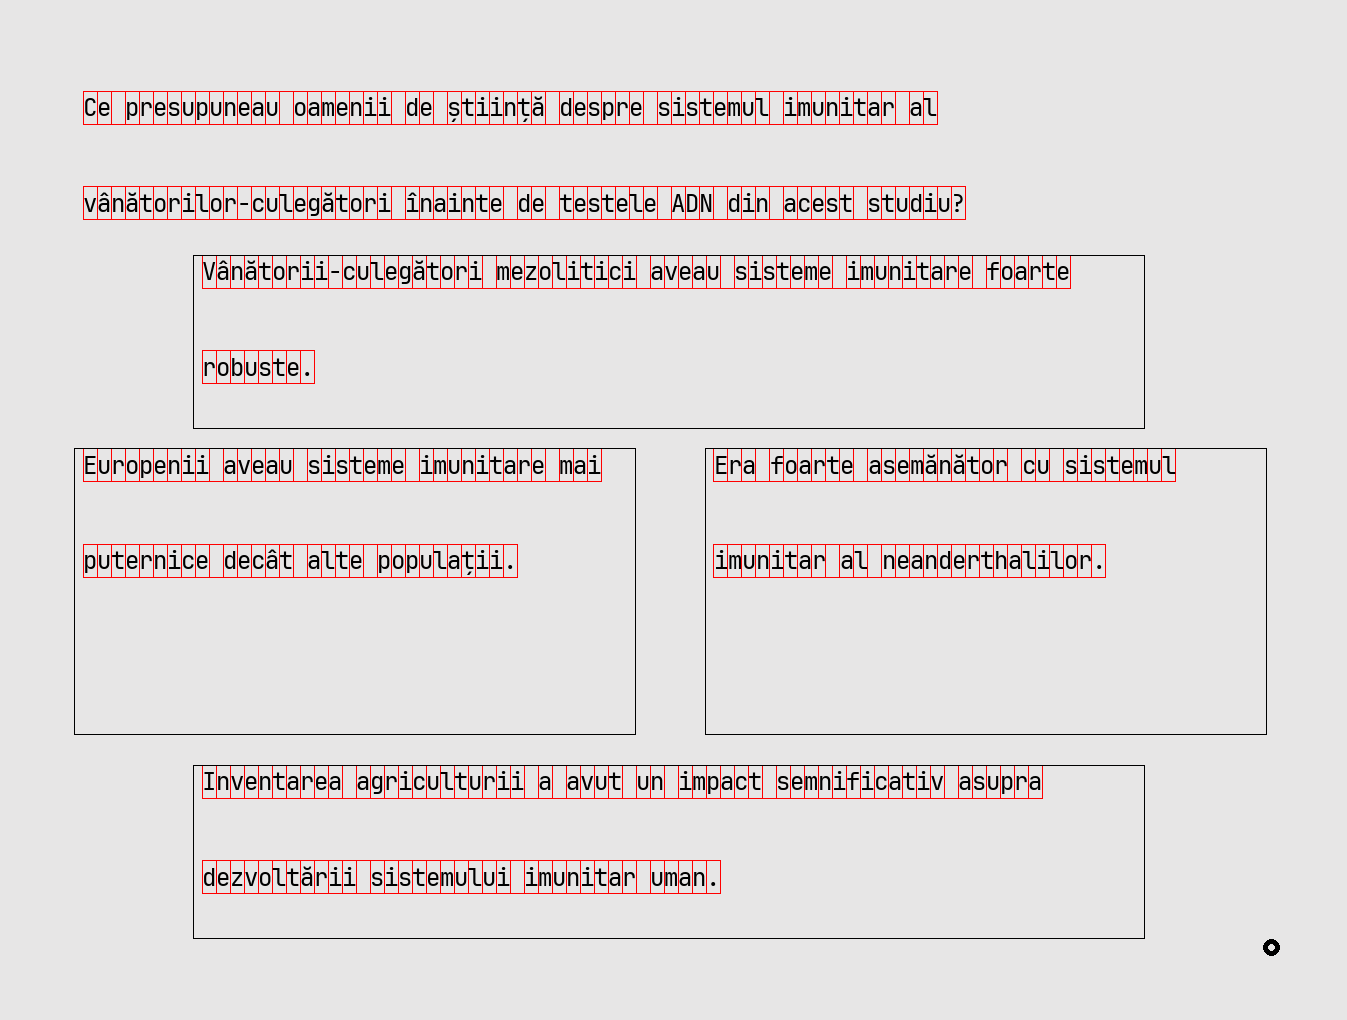 Ce presupuneau oamenii de știință despre sistemul imunitar al
vânătorilor-culegători înainte de testele ADN din acest studiu?
Vânătorii-culegători mezolitici aveau sisteme imunitare foarte
robuste.
Europenii aveau sisteme imunitare mai
puternice decât alte populații.
Era foarte asemănător cu sistemul
imunitar al neanderthalilor.
Inventarea agriculturii a avut un impact semnificativ asupra
dezvoltării sistemului imunitar uman.